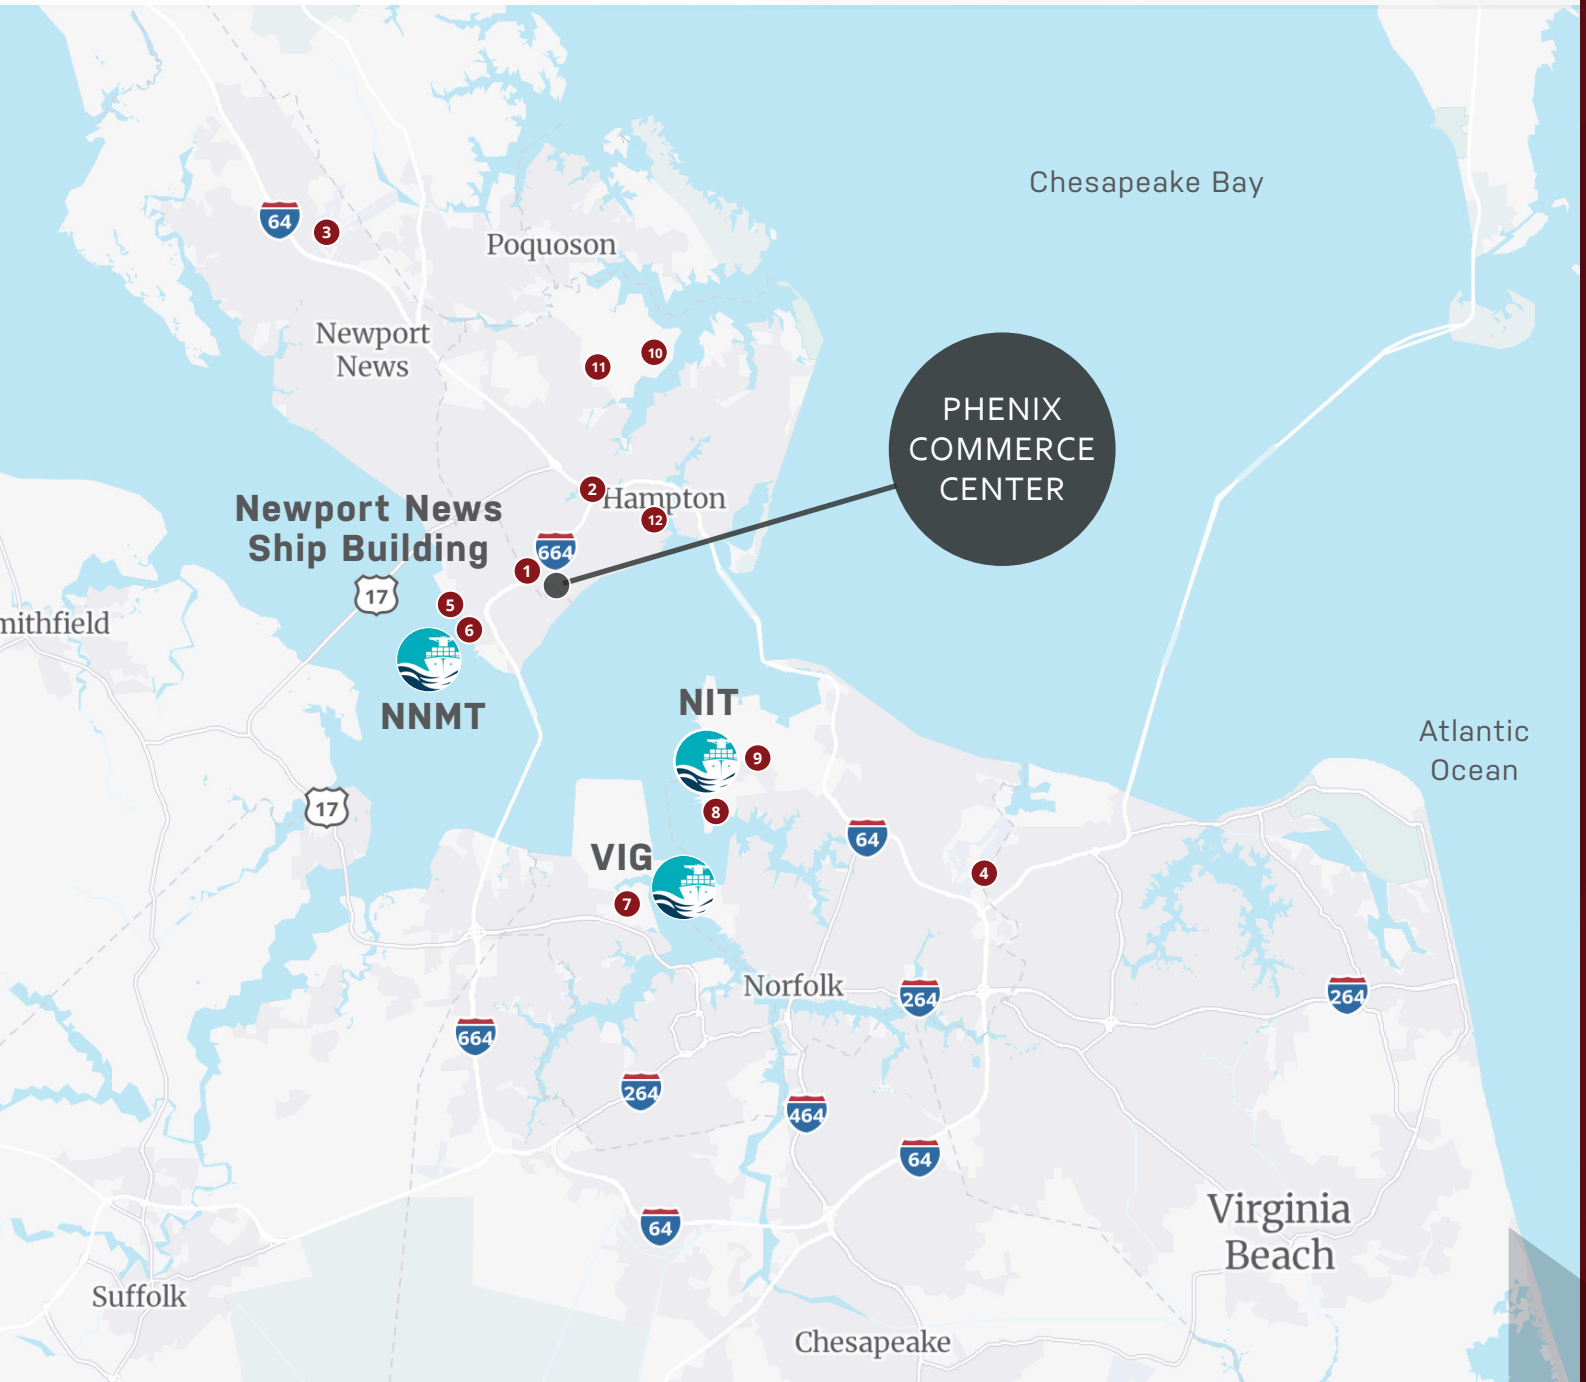 Chesapeake Bay
64
3
Poquoson
Newport
News
10
11
PHENIX
COMMERCE
CENTER
2
Hampton
12
Newport News
Ship Building
664
1
17
5
6
mithfield
NNMT
NIT
9
8
Atlantic
Ocean
17
64
VIG
7
4
Norfolk
264
264
664
264
464
64
64
Virginia
Beach
Suffolk
Chesapeake